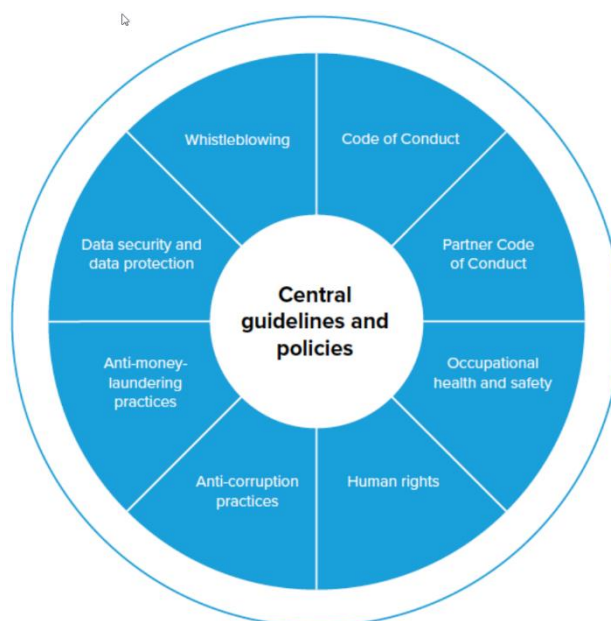 Whistleblowing
Code of Conduct
Data security and
data protection
Partner Code
of Conduct
Central
guidelines and
policies
Anti-money-
laundering
practices
Occupational
health and safety
Anti-corruption
practices
Human rights